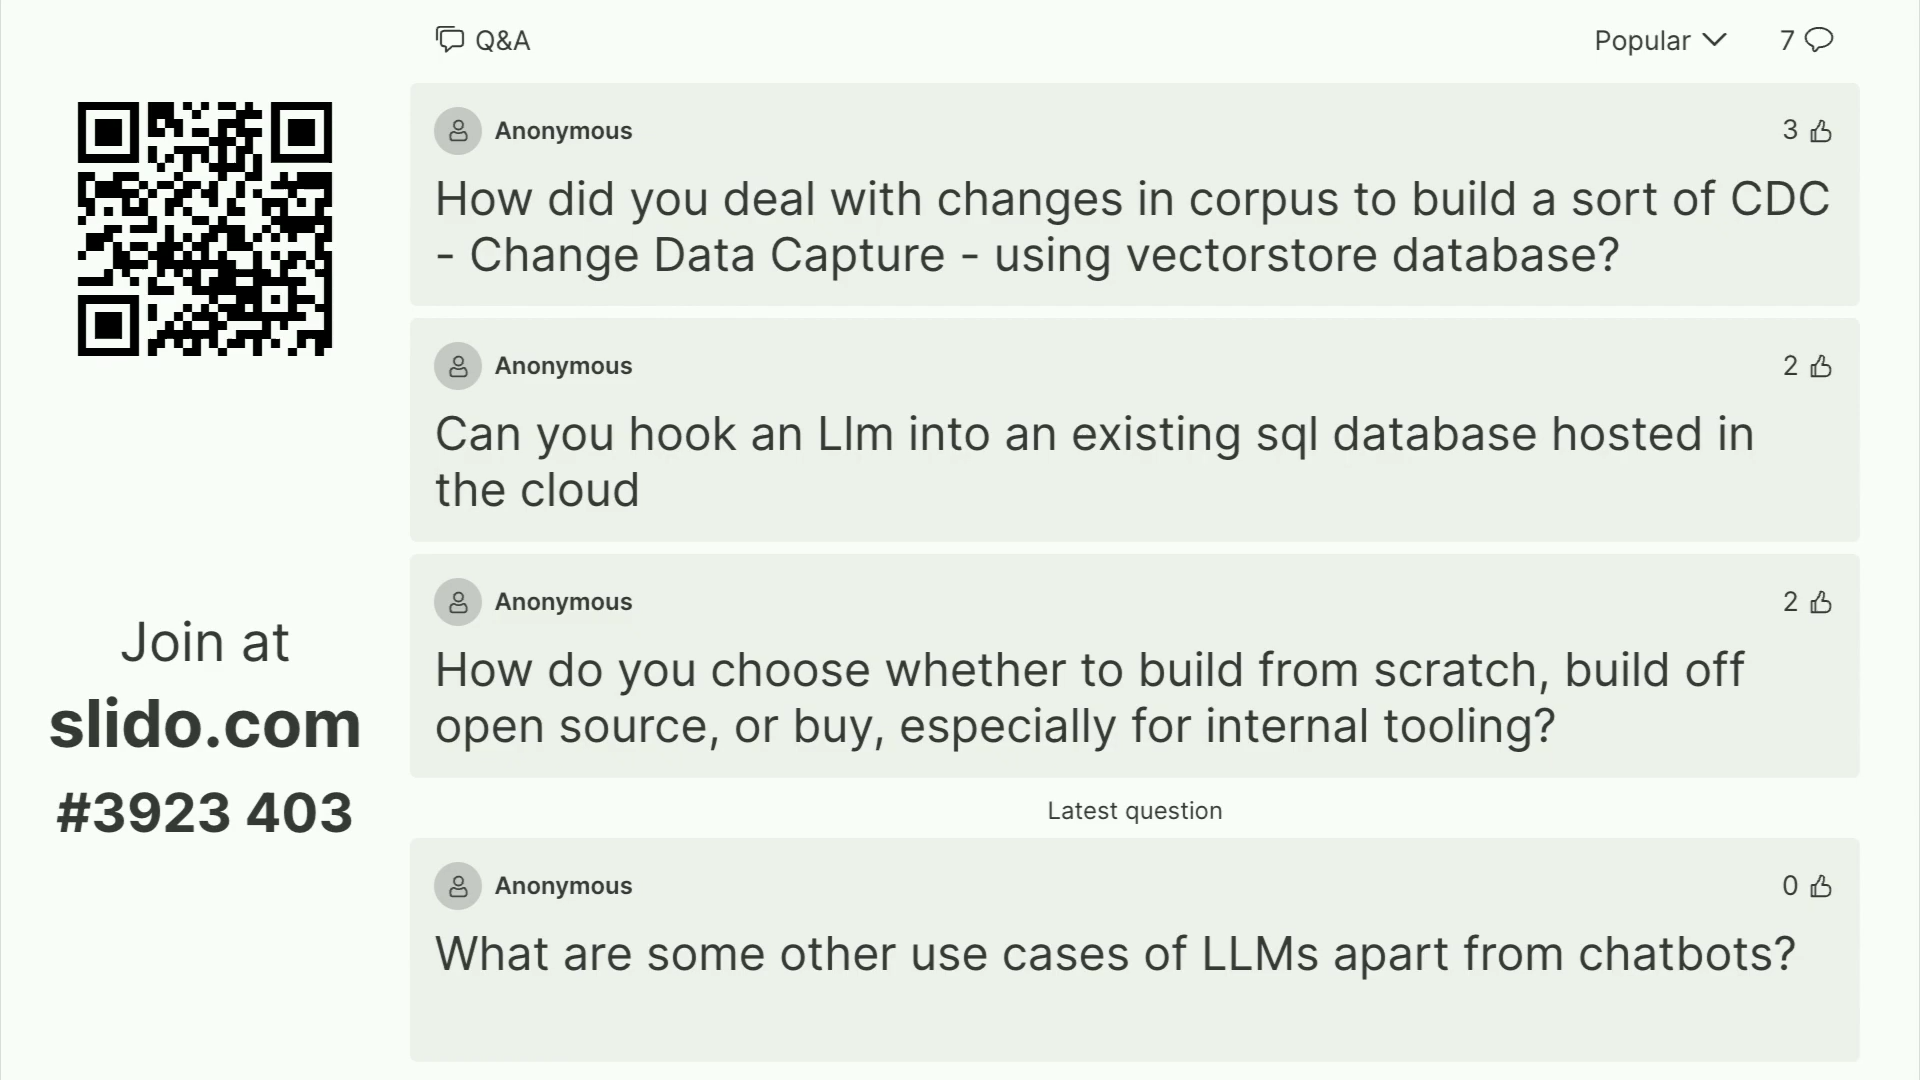 Q&A
Popular
7
Anonymous
3
How did you deal with changes in corpus to build a sort of CDC
- Change Data Capture - using vectorstore database?
Anonymous
2
Can you hook an Llm into an existing sql database hosted in
the cloud
Anonymous
2
How do you choose whether to build from scratch, build off
open source, or buy, especially for internal tooling?
Latest question
Anonymous
0
What are some other use cases of LLMs apart from chatbots?
Join at
slido.com
#3923 403